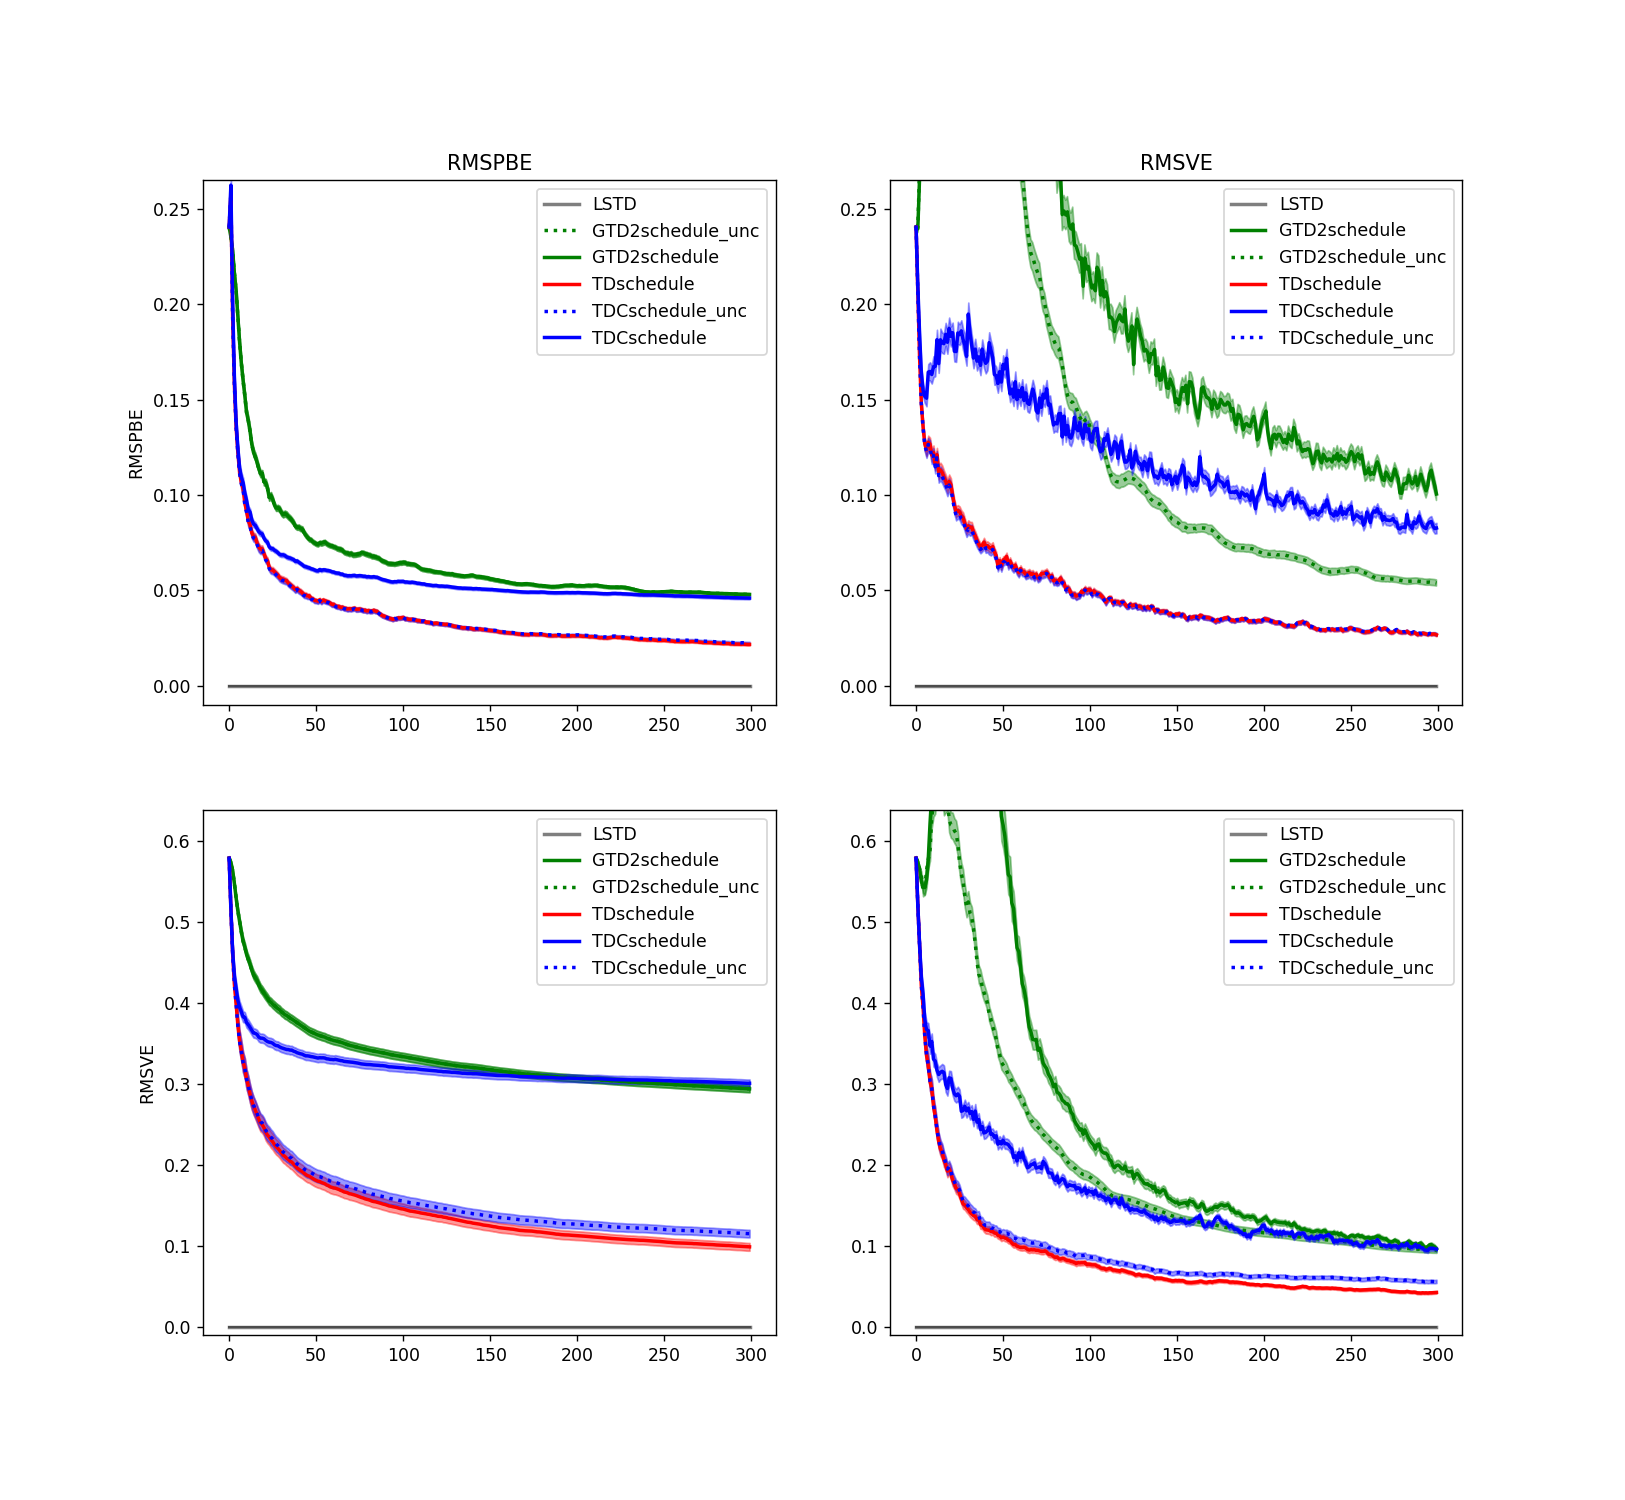 RMSPBE
RMSPBE
0.25
0.20
0.15
0.10
0.05
0.00
LSTD
GTD2schedule_unc
GTD2schedule
TDschedule
TDCschedule_unc
TDCschedule
0 50 100 150 200 250 300
RMSVE
0.25
0.20
0.15
0.10
0.05
0.00
LSTD
GTD2schedule
GTD2schedule_unc
TDschedule
TDCschedule
TDCschedule_unc
0 50 100 150 200 250 300
RMSVE
0.6
0.5
0.4
0.3
0.2
0.1
0.0
LSTD
GTD2schedule
GTD2schedule_unc
TDschedule
TDCschedule
TDCschedule_unc
0 50 100 150 200 250 300
0.6
0.5
0.4
0.3
0.2
0.1
0.0
LSTD
GTD2schedule
GTD2schedule_unc
TDschedule
TDCschedule
TDCschedule_unc
0 50 100 150 200 250 300